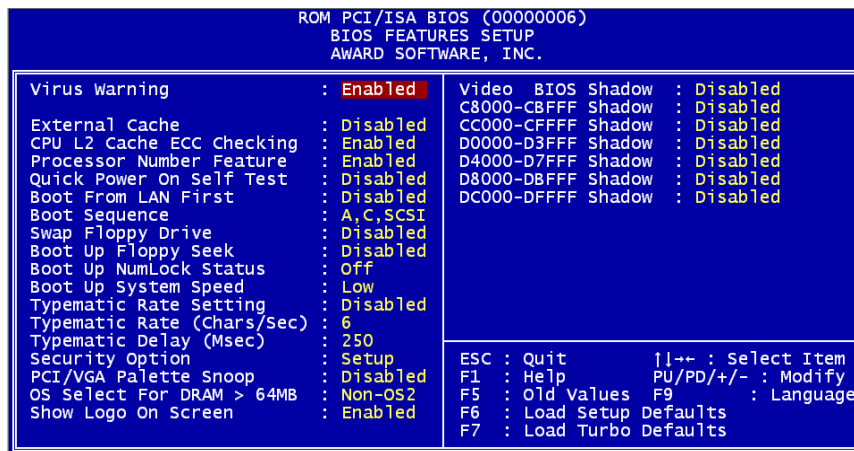 ROM PCI/ISA BIOS (00000006)
BIOS FEATURES SETUP
AWARD SOFTWARE, INC.
Virus Warning : Enabled
External Cache : Disabled
CPU L2 Cache ECC Checking : Enabled
Processor Number Feature : Enabled
Quick Power On Self Test : Disabled
Boot From LAN First : Disabled
Boot Sequence : A,C,SCSI
Swap Floppy Drive : Disabled
Boot Up Floppy Seek : Disabled
Boot Up NumLock Status : Off
Boot Up System Speed : Low
Typematic Rate Setting : Disabled
Typematic Rate (Chars/Sec) : 6
Typematic Delay (Msec) : 250
Security Option : Setup
PCI/VGA Palette Snoop : Disabled
OS Select For DRAM > 64MB : Non-OS2
Show Logo On Screen : Enabled
Video BIOS Shadow : Disabled
C8000-CBFFF Shadow : Disabled
CC000-CFFFF Shadow : Disabled
D0000-D3FFF Shadow : Disabled
D4000-D7FFF Shadow : Disabled
D8000-DBFFF Shadow : Disabled
DC000-DFFFF Shadow : Disabled
ESC : Quit ↑↓→← : Select Item
F1 : Help PU/PD/+/- : Modify
F5 : Old Values F9 : Language
F6 : Load Setup Defaults
F7 : Load Turbo Defaults